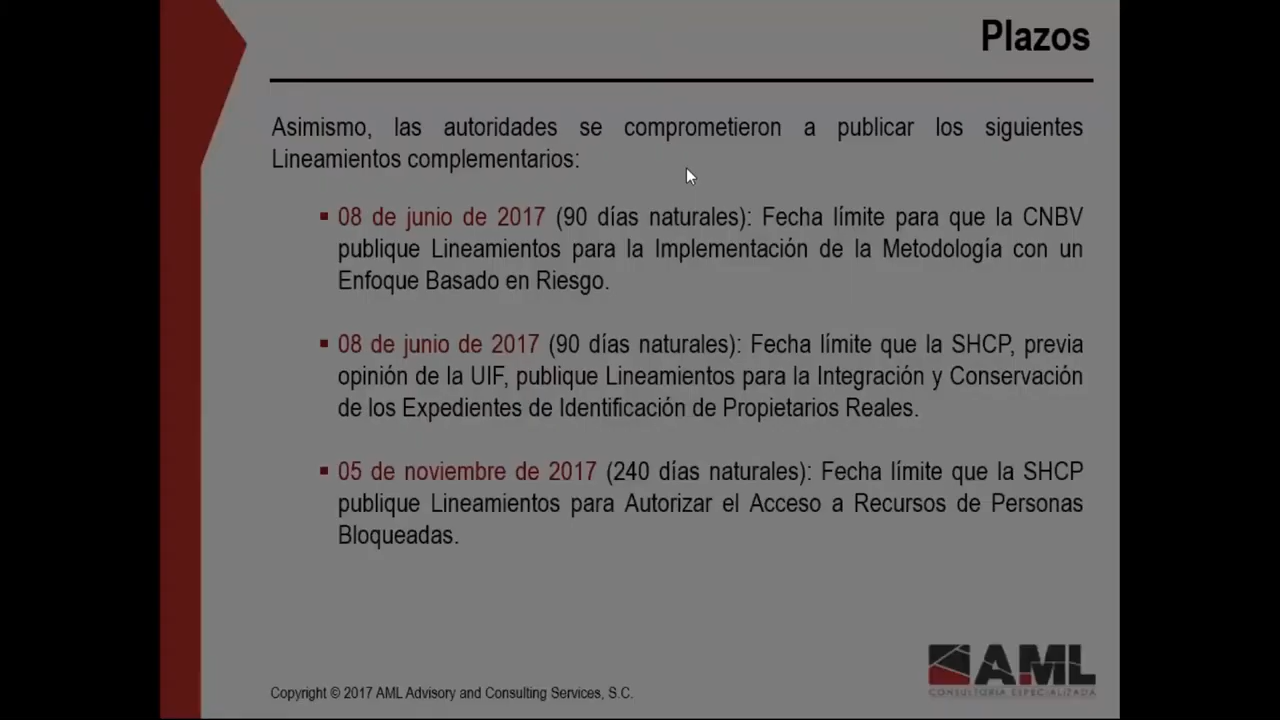 Plazos
Asimismo, las autoridades se comprometieron a publicar los siguientes
Lineamientos complementarios:
08 de junio de 2017 (90 días naturales): Fecha límite para que la CNBV
publique Lineamientos para la Implementación de la Metodología con un
Enfoque Basado en Riesgo.
08 de junio de 2017 (90 días naturales): Fecha límite que la SHCP, previa
opinión de la UIF, publique Lineamientos para la Integración y Conservación
de los Expedientes de Identificación de Propietarios Reales.
05 de noviembre de 2017 (240 días naturales): Fecha límite que la SHCP
publique Lineamientos para Autorizar el Acceso a Recursos de Personas
Bloqueadas.
AML
CONSULTORIA ESPECIALIZADA
Copyright © 2017 AML Advisory and Consulting Services, S.C.